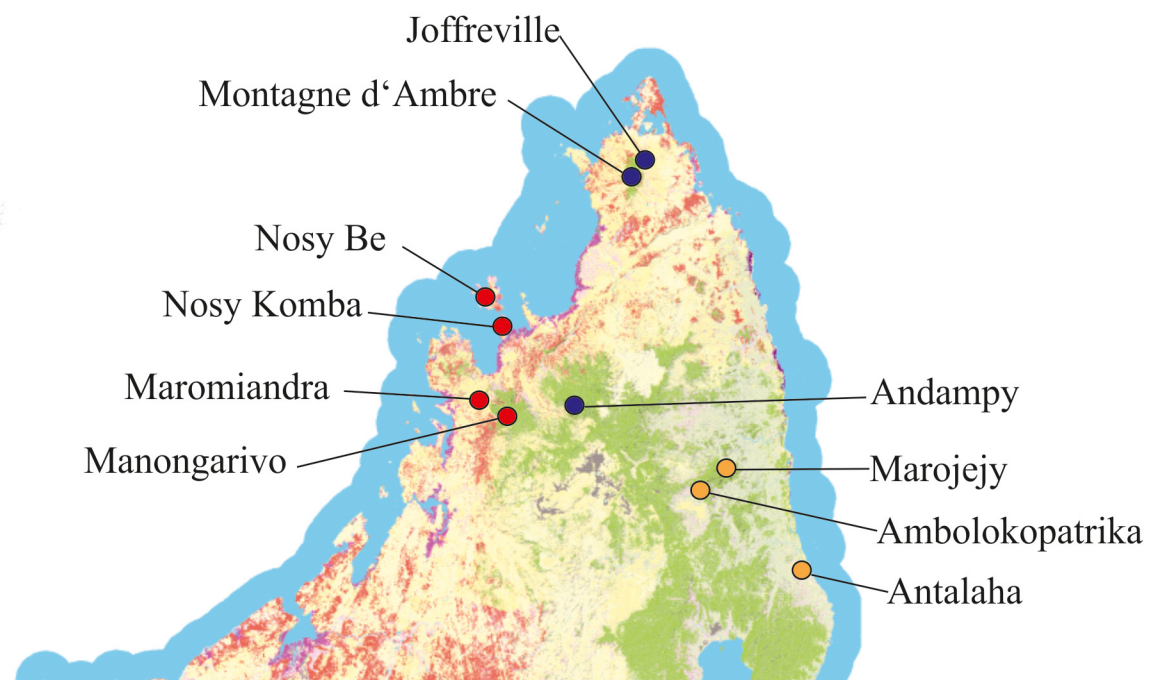 Joffreville
Montagne d‘Ambre
Nosy Be
Nosy Komba
Maromiandra
Andampy
Manongarivo
Marojejy
Ambolokopatrika
Antalaha